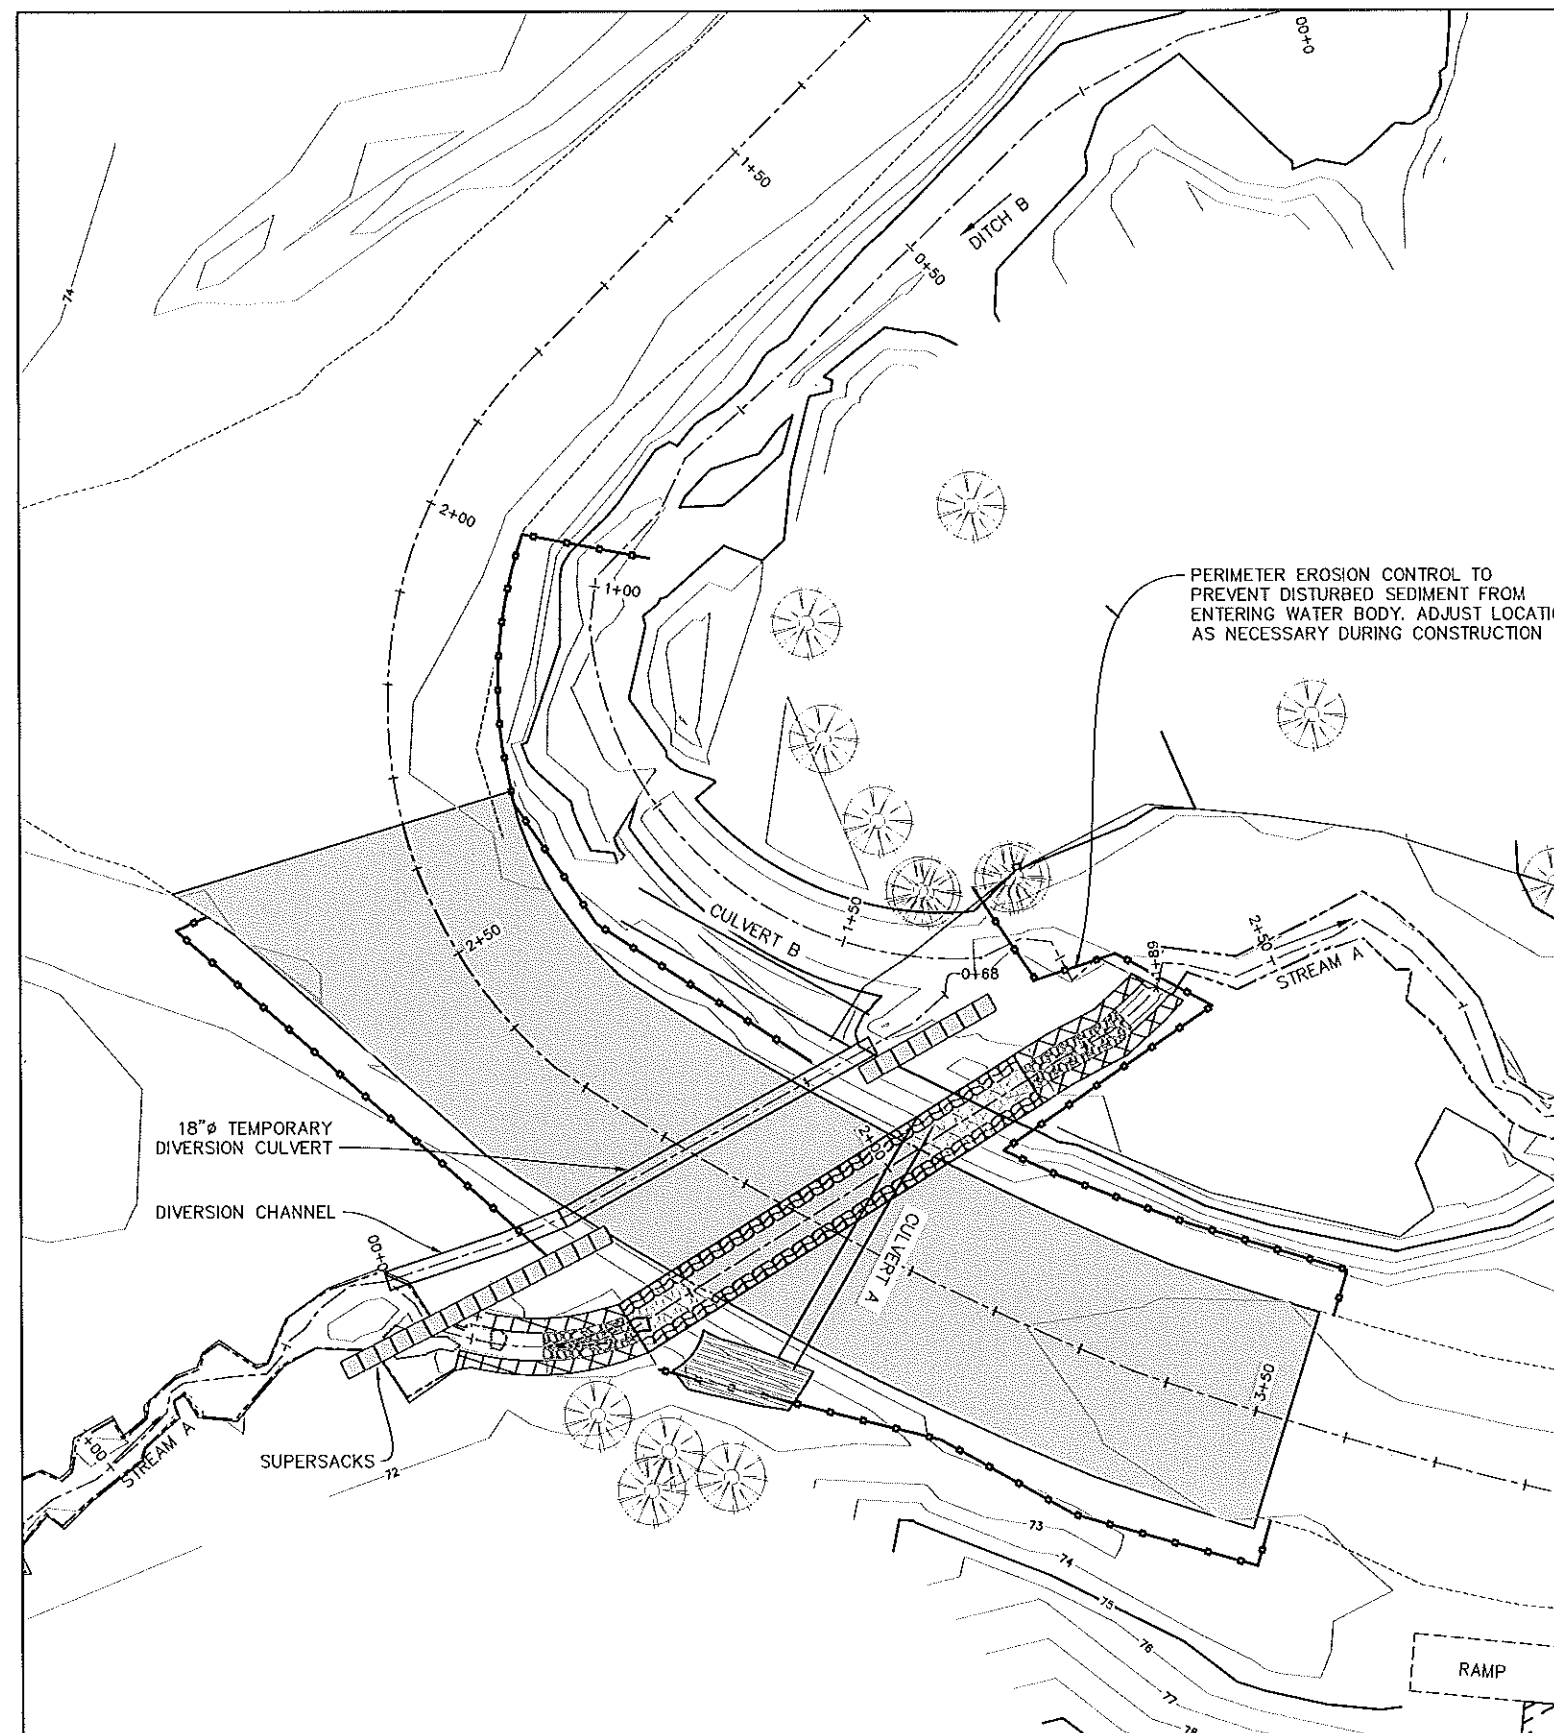 0+00
1+50
DITCH B
0+50
74
2+00
1+00
PERIMETER EROSION CONTROL TO
PREVENT DISTURBED SEDIMENT FROM
ENTERING WATER BODY. ADJUST LOCATI
AS NECESSARY DURING CONSTRUCTION
CULVERT B
1+50
2+50
2+50
STREAM A
0+68
18"ø TEMPORARY
DIVERSION CULVERT
DIVERSION CHANNEL
0+00
CULVERT A
3+50
SUPERSACKS
+00
STREAM A
72
73
74
75
76
77
78
RAMP